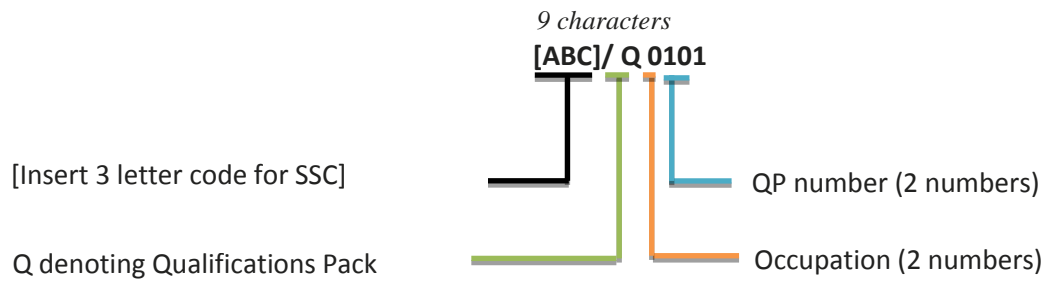 9 characters
[ABC]/ Q 0101
[Insert 3 letter code for SSC]
QP number (2 numbers)
Q denoting Qualifications Pack
Occupation (2 numbers)